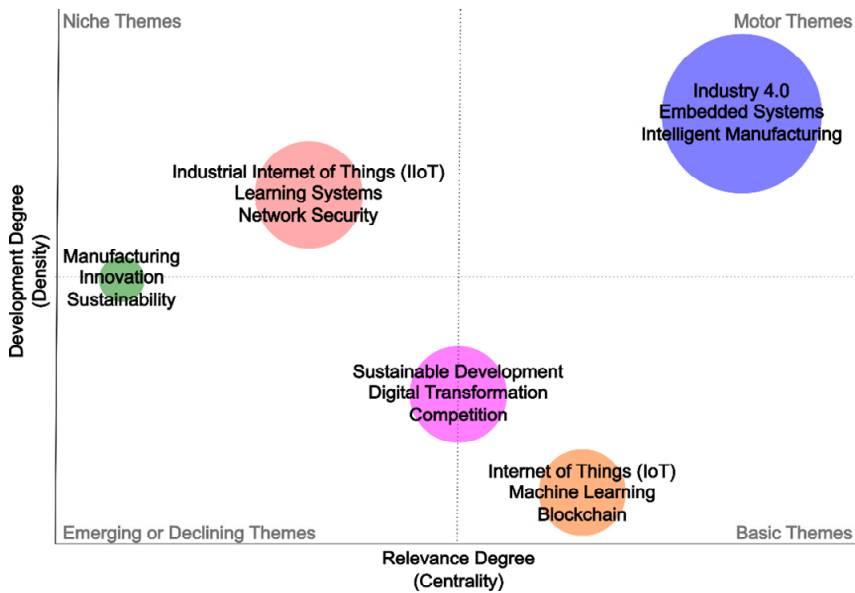 Niche Themes
Motor Themes
Industry 4.0
Embedded Systems
Intelligent Manufacturing
Industrial Internet of Things (IIoT)
Learning Systems
Network Security
Manufacturing
Innovation
Sustainability
Development Degree
(Density)
Sustainable Development
Digital Transformation
Competition
Internet of Things (IoT)
Machine Learning
Blockchain
Emerging or Declining Themes
Basic Themes
Relevance Degree
(Centrality)